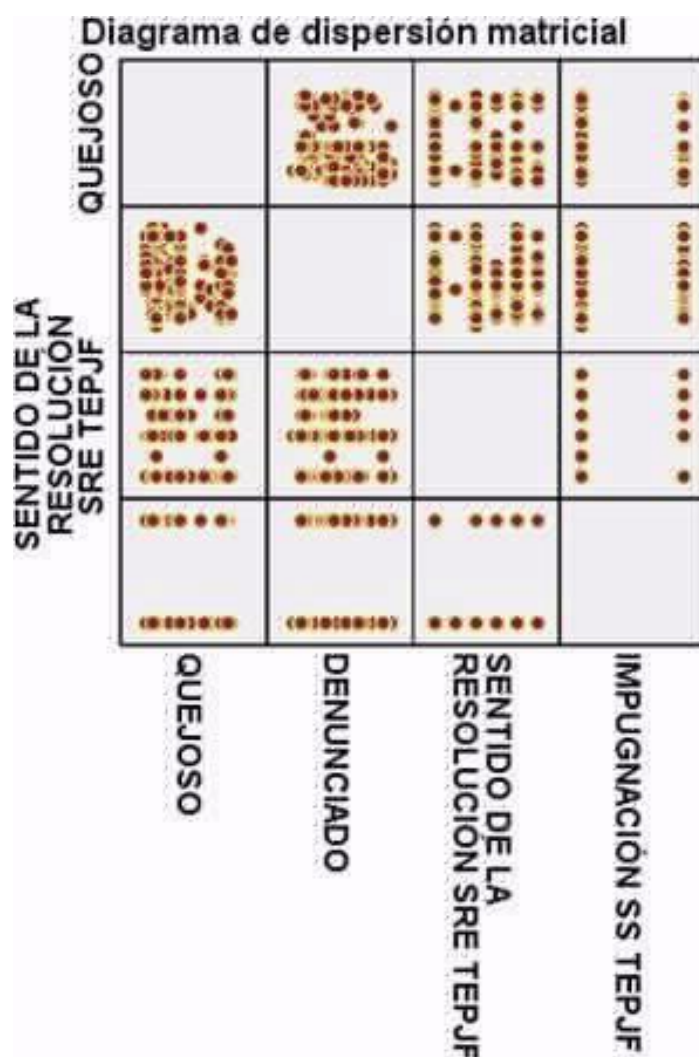 Diagrama de dispersión matricial
QUEJOSO
SENTIDO DE LA
RESOLUCIÓN
SRE TEPJF
QUEJOSO
DENUNCIADO
SENTIDO DE LA
RESOLUCIÓN SRE TEPJF
IMPUGNACIÓN SS TEPJF